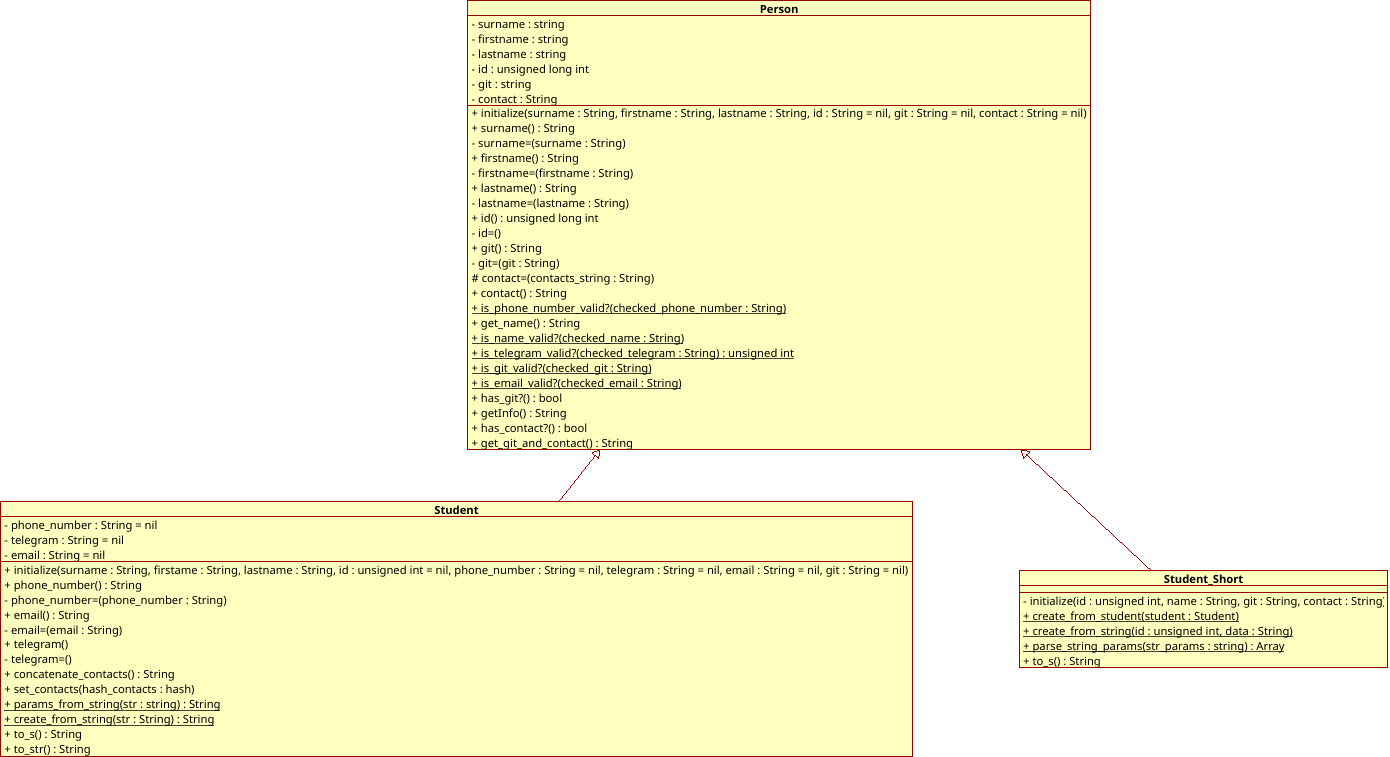 Person
- surname : string
- firstname : string
- lastname : string
- id : unsigned long int
- git : string
- contact : String
+ initialize(surname : String, firstname : String, lastname : String, id : String = nil, git : String = nil, contact : String = nil)
+ surname() : String
- surname=(surname : String)
+ firstname() : String
- firstname=(firstname : String)
+ lastname() : String
- lastname=(lastname : String)
+ id() : unsigned long int
- id=()
+ git() : String
- git=(git : String)
# contact=(contacts_string : String)
+ contact() : String
+ is_phone_number_valid?(checked_phone_number : String)
+ get_name() : String
+ is_name_valid?(checked_name : String)
+ is_telegram_valid?(checked_telegram : String) : unsigned int
+ is_git_valid?(checked_git : String)
+ is_email_valid?(checked_email : String)
+ has_git?() : bool
+ getInfo() : String
+ has_contact?() : bool
+ get_git_and_contact() : String
Student
- phone_number : String = nil
- telegram : String = nil
- email : String = nil
+ initialize(surname : String, firstame : String, lastname : String, id : unsigned int = nil, phone_number : String = nil, telegram : String = nil, email : String = nil, git : String = nil)
+ phone_number() : String
- phone_number=(phone_number : String)
+ email() : String
- email=(email : String)
+ telegram()
- telegram=()
+ concatenate_contacts() : String
+ set_contacts(hash_contacts : hash)
+ params_from_string(str : string) : String
+ create_from_string(str : String) : String
+ to_s() : String
+ to_str() : String
Student_Short
- initialize(id : unsigned int, name : String, git : String, contact : String)
+ create_from_student(student : Student)
+ create_from_string(id : unsigned int, data : String)
+ parse_string_params(str_params : string) : Array
+ to_s() : String